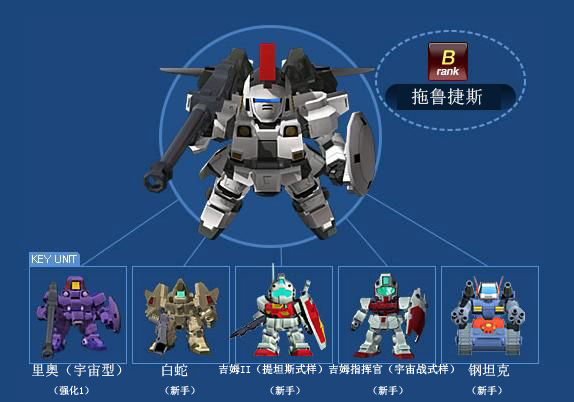 B
rank
拖鲁捷斯
KEY UNIT
里奥（宇宙型） 白蛇 吉姆II（提坦斯式样） 吉姆指挥官（宇宙战式样） 钢坦克
（强化1） （新手） （新手） （新手） （新手）